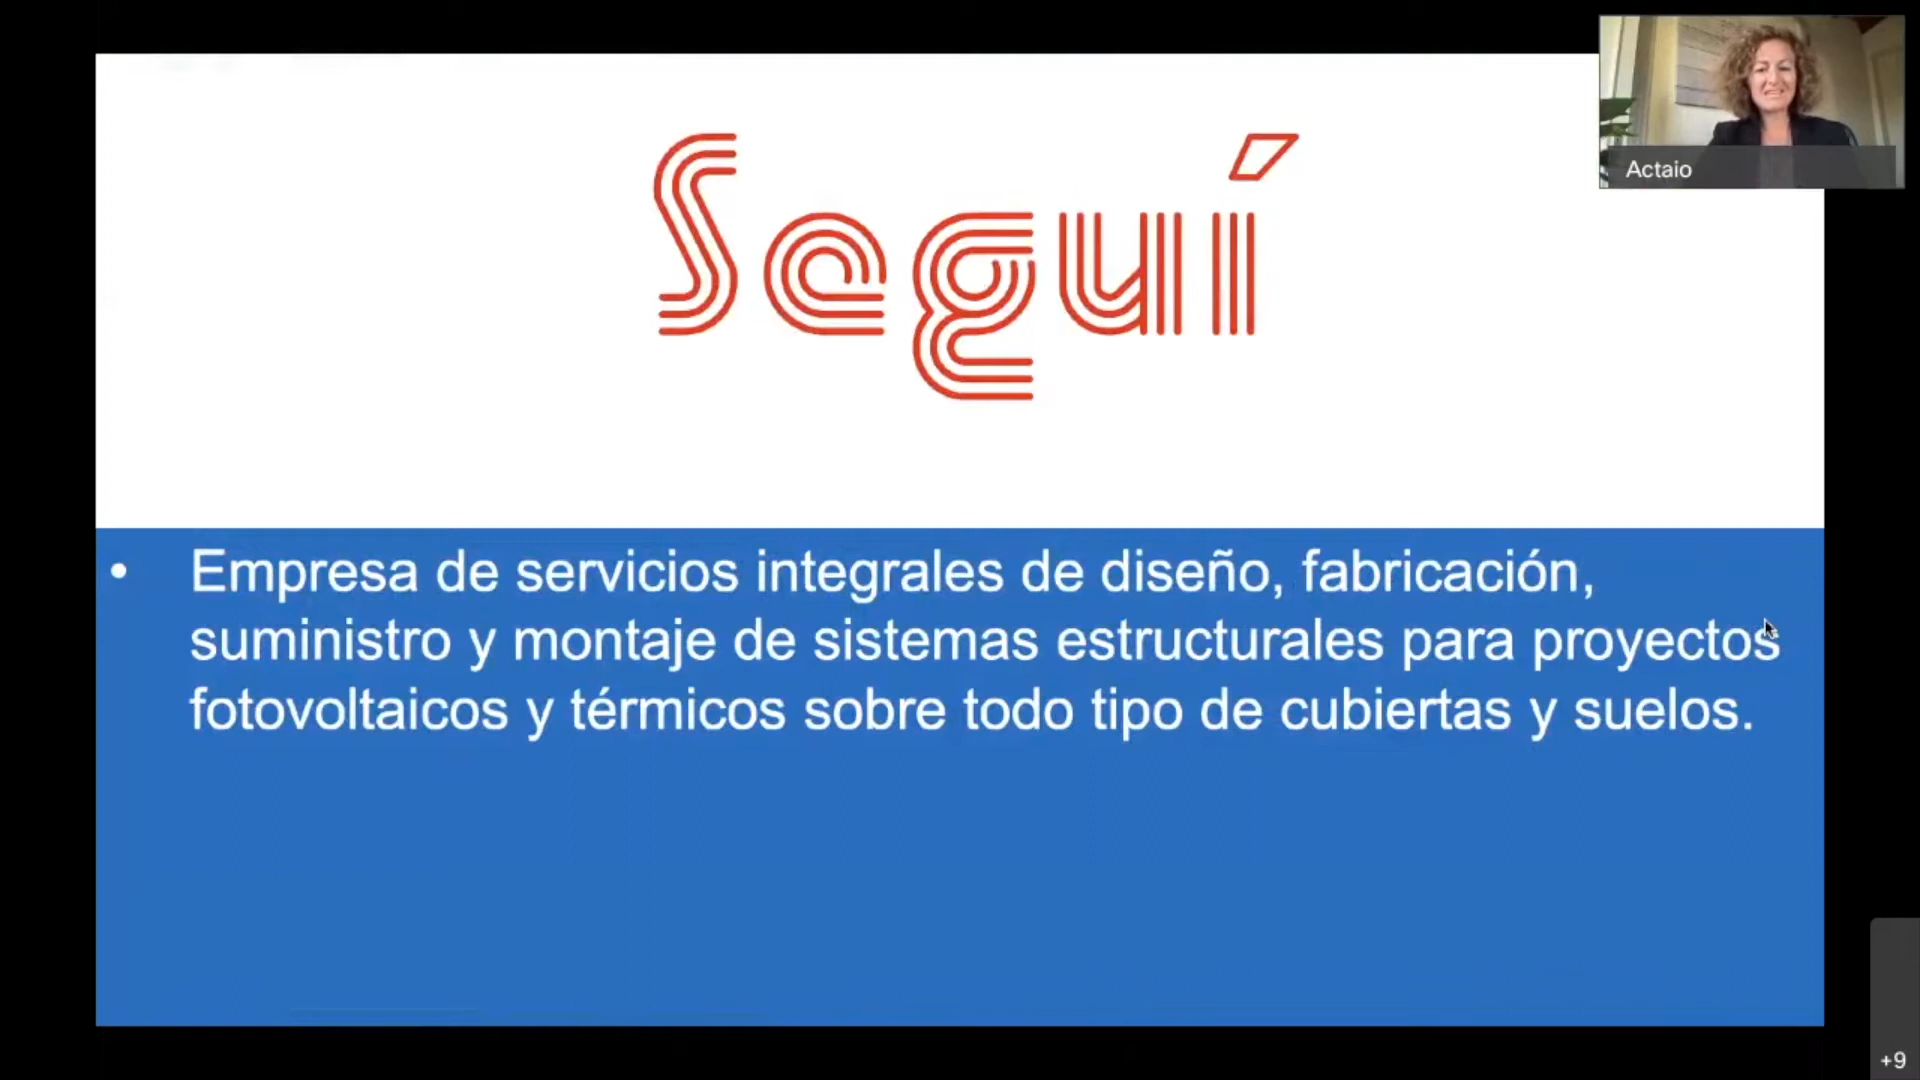 Seguí
Actaio
• Empresa de servicios integrales de diseño, fabricación,
suministro y montaje de sistemas estructurales para proyectos
fotovoltaicos y térmicos sobre todo tipo de cubiertas y suelos.
+9